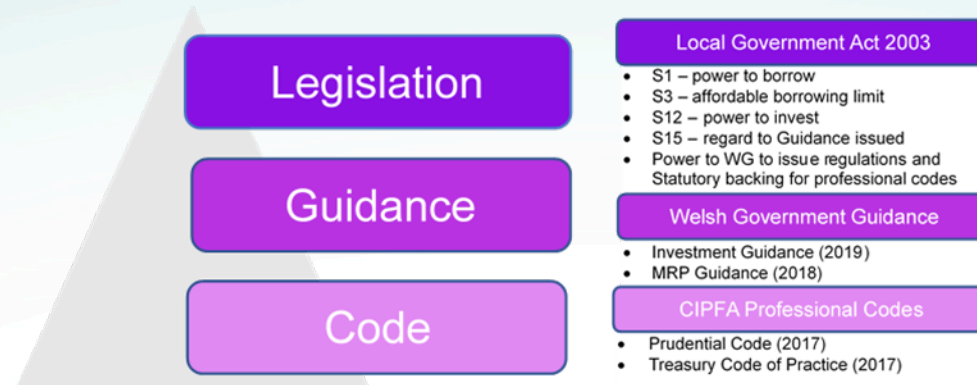 Legislation
Local Government Act 2003
• S1 – power to borrow
• S3 – affordable borrowing limit
• S12 – power to invest
• S15 – regard to Guidance issued
• Power to WG to issue regulations and
Statutory backing for professional codes
Guidance
Welsh Government Guidance
• Investment Guidance (2019)
• MRP Guidance (2018)
Code
CIPFA Professional Codes
• Prudential Code (2017)
• Treasury Code of Practice (2017)